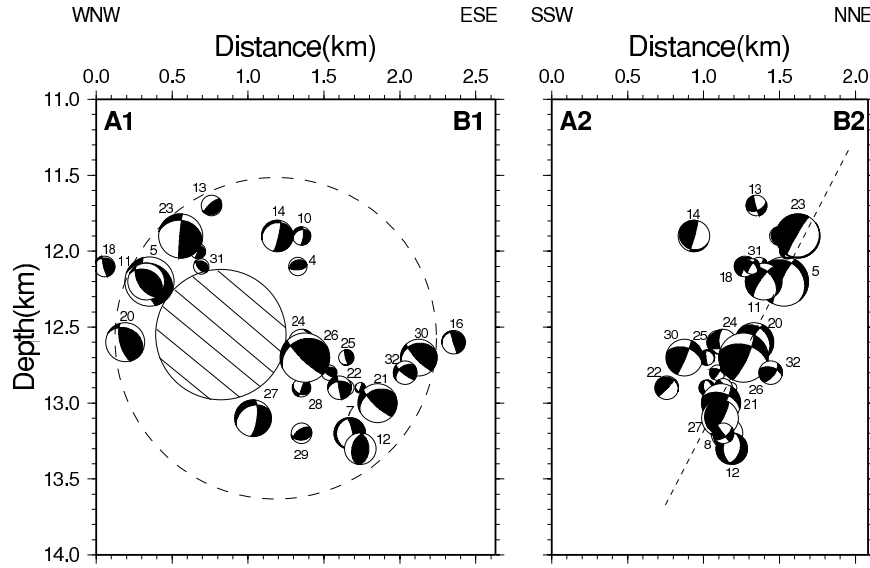 WNW ESE SSW NNE
Distance(km) Distance(km)
0.0 0.5 1.0 1.5 2.0 2.5 0.0 0.5 1.0 1.5 2.0
11.0
A1 B1 A2 B2
11.5
13 13
23 14 10 14 23
12.0
18 11 5 31 4 18 31 5
11
12.5
20 24 26 30 16 30 25 24 20
25 32 32
22 21 22 26
13.0
27 28 21
7 27
29 12 8
12
13.5
14.0
Depth(km)